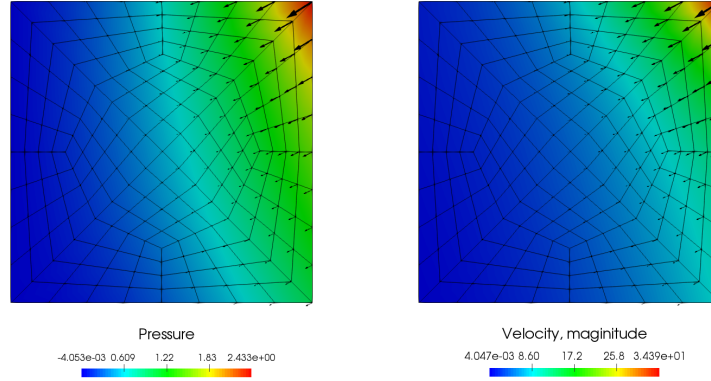 Pressure
-4.053e-03 0.609 1.22 1.83 2.433e+00
Velocity, maginitude
4.047e-03 8.60 17.2 25.8 3.439e+01